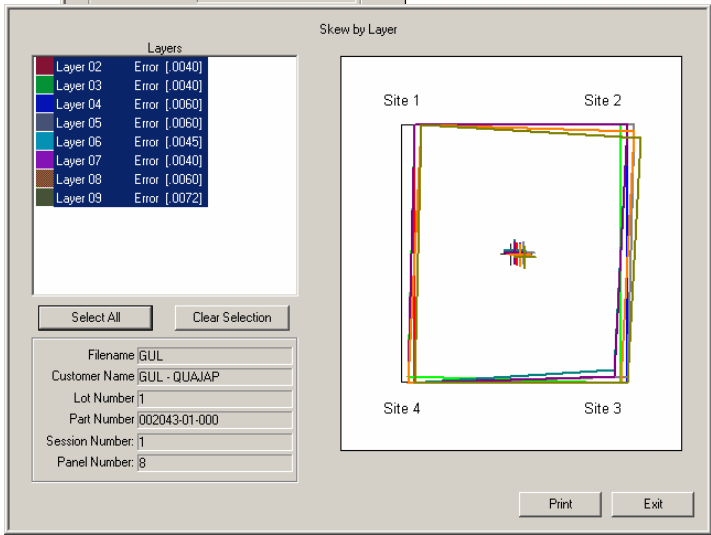 Skew by Layer
Layers
Layer 02 Error [.0040]
Layer 03 Error [.0040]
Layer 04 Error [.0060]
Layer 05 Error [.0060]
Layer 06 Error [.0045]
Layer 07 Error [.0040]
Layer 08 Error [.0060]
Layer 09 Error [.0072]
Select All Clear Selection
Filename GUL
Customer Name GUL - QUAJAP
Lot Number 1
Part Number 002043-01-000
Session Number: 1
Panel Number: 8
Site 1 Site 2
Site 4 Site 3
Print Exit